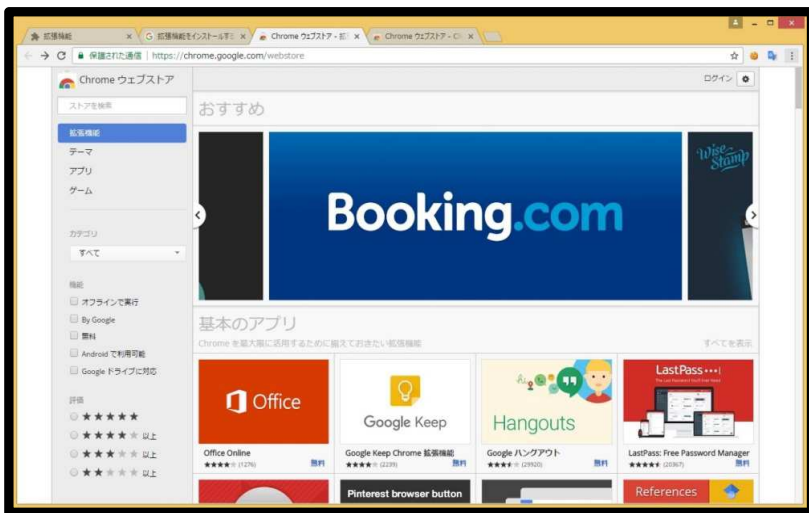 拡張機能
拡張機能をインストールする
Chrome ウェブストア - 拡
Chrome ウェブストア - Ch
保護された通信
https://chrome.google.com/webstore
Chrome ウェブストア
ログイン
ストアを検索
拡張機能
テーマ
アプリ
ゲーム
カテゴリ
すべて
機能
オフラインで実行
By Google
無料
Android で利用可能
Google ドライブに対応
評価
以上
以上
以上
おすすめ
Booking.com
Wise Stamp
基本のアプリ
Chrome を最大限に活用するために揃えておきたい拡張機能
すべてを表示
Office
Google Keep
Hangouts
LastPass
Office Online
(1276) 無料
Google Keep Chrome 拡張機能
(2239) 無料
Google ハングアウト
(29920) 無料
LastPass: Free Password Manager
(20367) 無料
Pinterest browser button
References